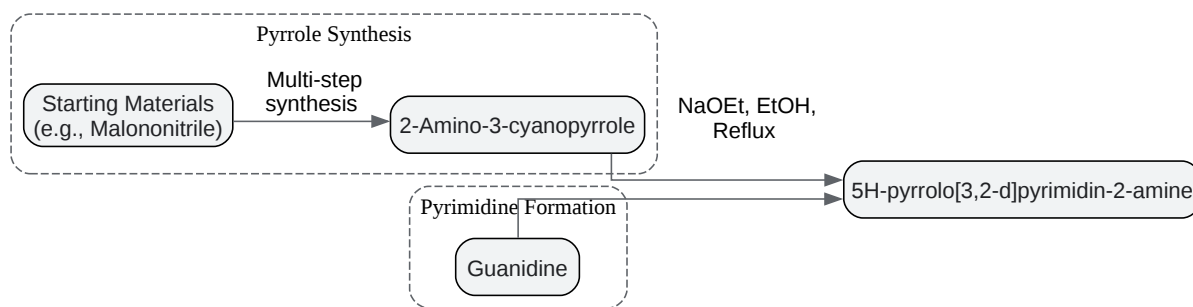 Pyrrole Synthesis
Starting Materials
(e.g., Malononitrile)
Multi-step
synthesis
2-Amino-3-cyanopyrrole
NaOEt, EtOH,
Reflux
5H-pyrrolo[3,2-d]pyrimidin-2-amine
Pyrimidine Formation
Guanidine